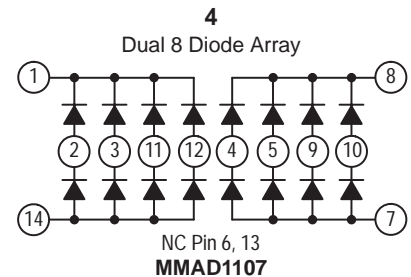 4
Dual 8 Diode Array
1 8
2 3 11 12 4 5 9 10
14 7
NC Pin 6, 13
MMAD1107